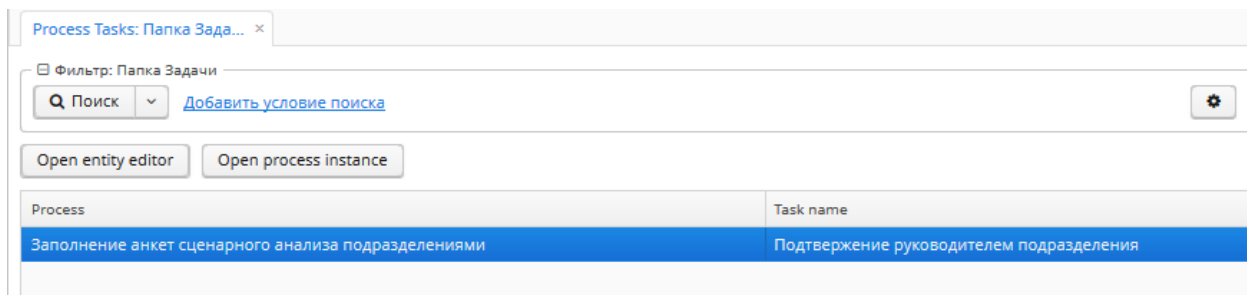 Process Tasks: Папка Зада... ×
Фильтр: Папка Задачи
Поиск Добавить условие поиска
Open entity editor Open process instance
Process Task name
Заполнение анкет сценарного анализа подразделениями Подтвержение руководителем подразделения